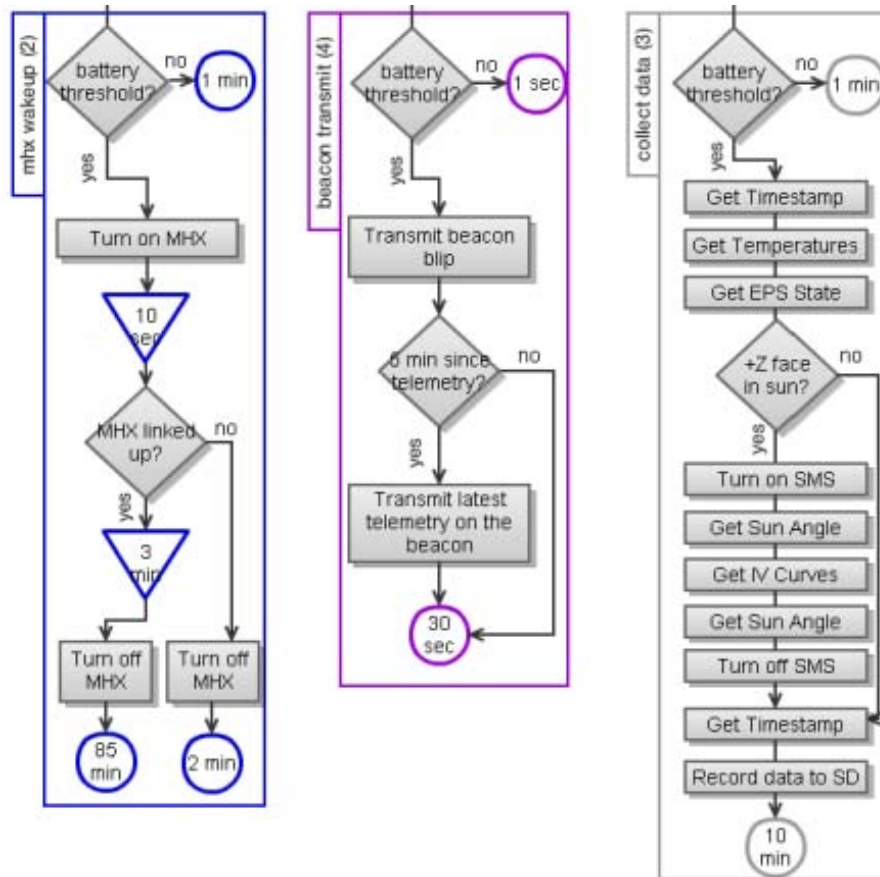 mhx wakeup (2)
battery
threshold?
no
1 min
yes
Turn on MHX
10
sec
MHX linked
up?
no
yes
3
min
Turn off
MHX
Turn off
MHX
85
min
2 min
beacon transmit (4)
battery
threshold?
no
1 sec
yes
Transmit beacon
blip
min since
telemetry?
no
yes
Transmit latest
telemetry on the
beacon
30
sec
collect data (3)
battery
threshold?
no
1 min
yes
Get Timestamp
Get Temperatures
Get EPS State
+Z face
in sun?
no
yes
Turn on SMS
Get Sun Angle
Get IV Curves
Get Sun Angle
Turn off SMS
Get Timestamp
Record data to SD
10
min